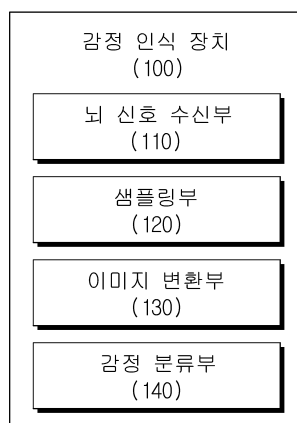 감정 인식 장치
(100)
뇌 신호 수신부
(110)
샘플링부
(120)
이미지 변환부
(130)
감정 분류부
(140)